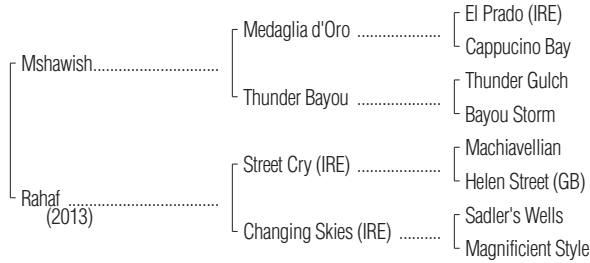 El Prado (IRE)
Medaglia d'Oro ....................
Cappucino Bay
Mshawish..............................
Thunder Gulch
Thunder Bayou ....................
Bayou Storm
Machiavellian
Street Cry (IRE) ....................
Helen Street (GB)
Rahaf ....................................
(2013)
Sadler's Wells
Changing Skies (IRE) ..........
Magnificient Style